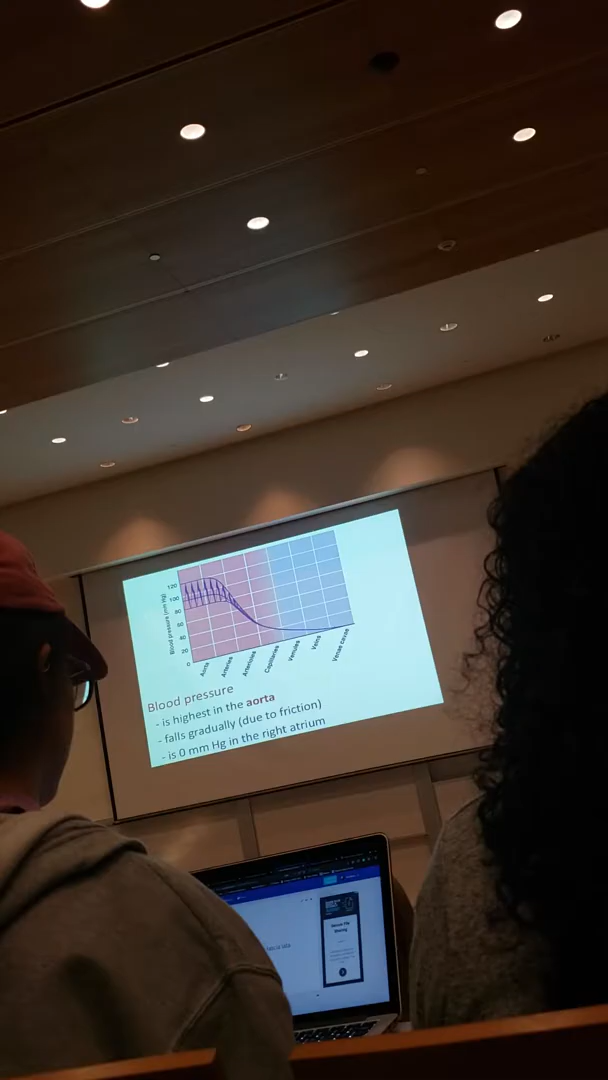 Blood pressure (mm Hg)
120
100
80
60
40
20
0
Aorta
Arteries
Arterioles
Capillaries
Venules
Veins
Venae cavae
Blood pressure
- is highest in the aorta
- falls gradually (due to friction)
- is 0 mm Hg in the right atrium